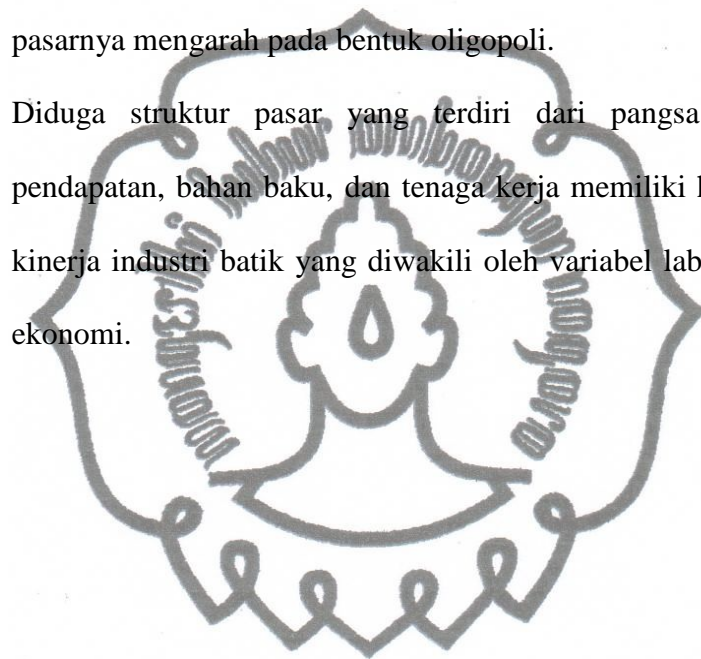 pasarnya mengarah pada bentuk oligopoli.
Diduga struktur pasar yang terdiri dari pangsa
pendapatan, bahan baku, dan tenaga kerja memiliki
kinerja industri batik yang diwakili oleh variabel
ekonomi.